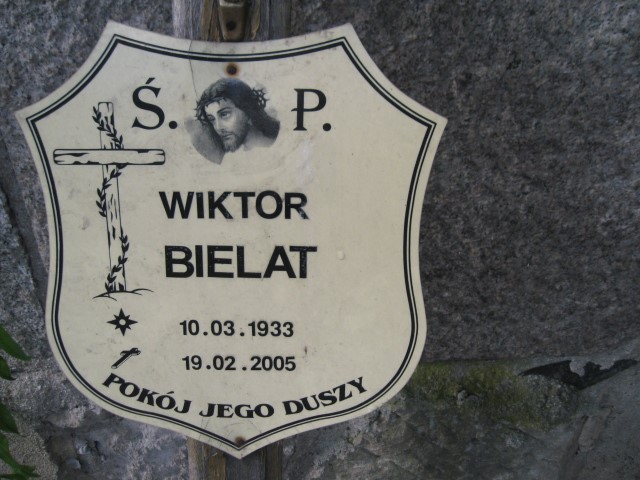 Ś. P.
WIKTOR
BIELAT
10.03.1933
19.02.2005
POKÓJ JEGO DUSZY